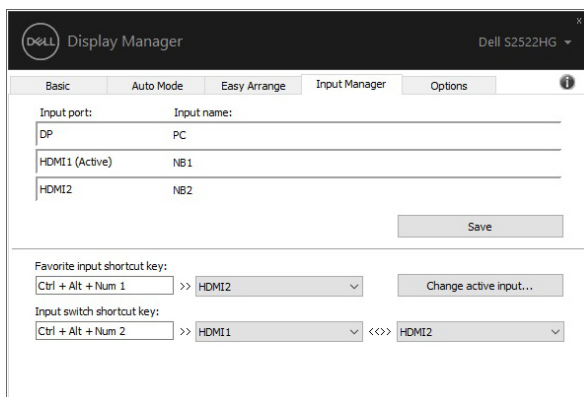 x
DELL Display Manager Dell S2522HG
Basic Auto Mode Easy Arrange Input Manager Options i
Input port: Input name:
DP PC
HDMI1 (Active) NB1
HDMI2 NB2
Save
Favorite input shortcut key:
Ctrl + Alt + Num 1 >> HDMI2 Change active input...
Input switch shortcut key:
Ctrl + Alt + Num 2 >> HDMI1 <<>> HDMI2